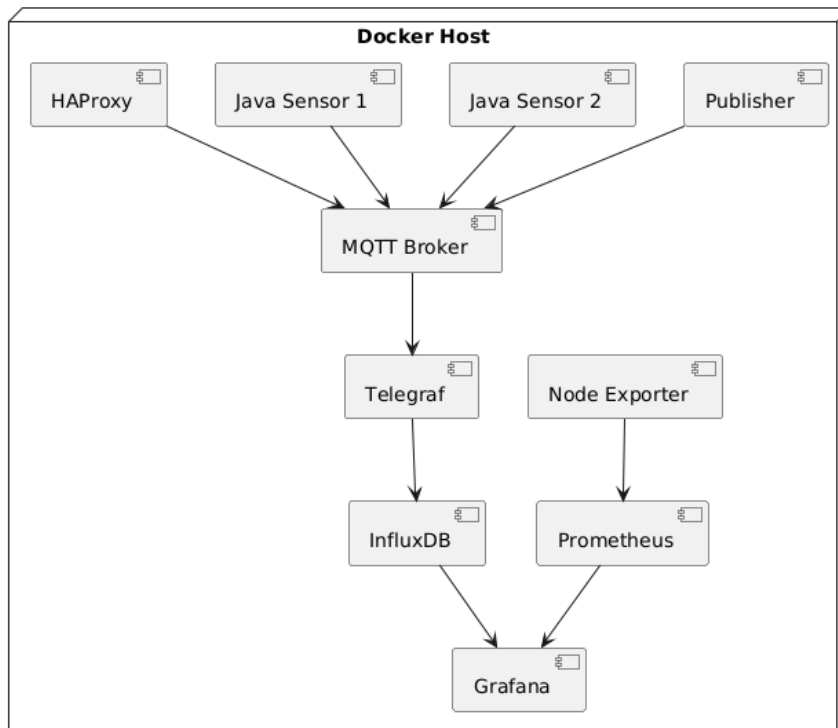 Docker Host
HAProxy
Java Sensor 1
Java Sensor 2
Publisher
MQTT Broker
Telegraf
Node Exporter
InfluxDB
Prometheus
Grafana